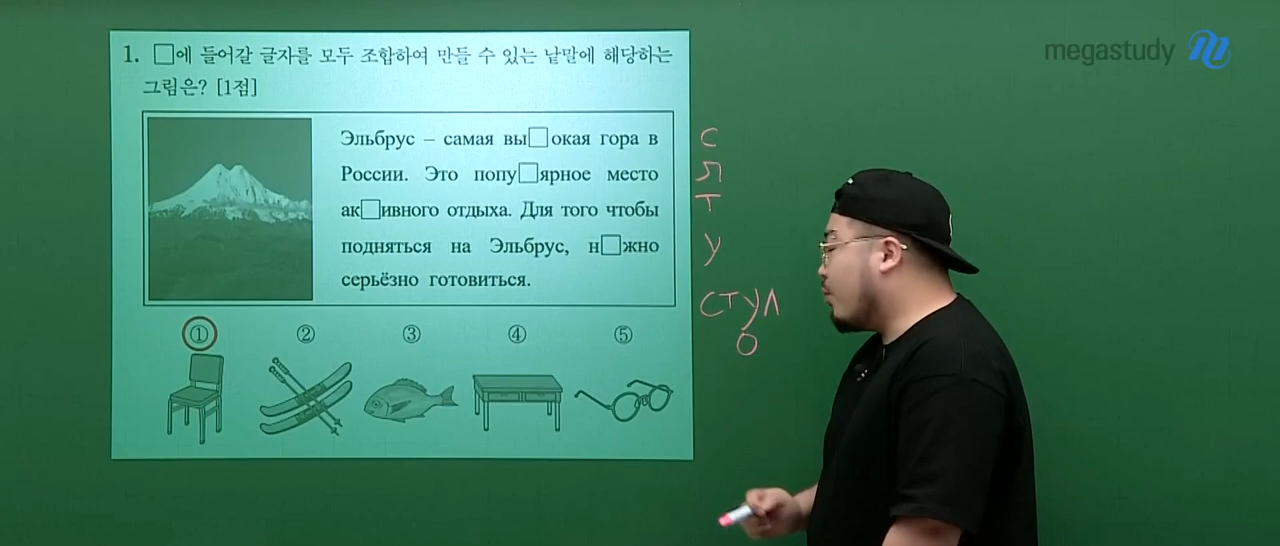 megastudy
1. □에 들어갈 글자를 모두 조합하여 만들 수 있는 낱말에 해당하는
그림은? [1점]
Эльбрус – самая вы□окая гора в
России. Это попу□ярное место
ак□ивного отдыха. Для того чтобы
подняться на Эльбрус, н□жно
серьёзно готовиться.
① ② ③ ④ ⑤
с
л
т
у
стул
о